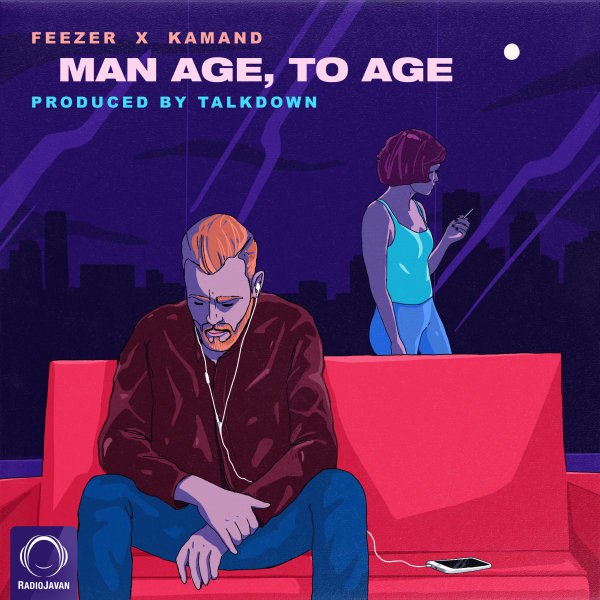 FEEZER X KAMAND
MAN AGE, TO AGE
PRODUCED BY TALKDOWN
RADIOJAVAN